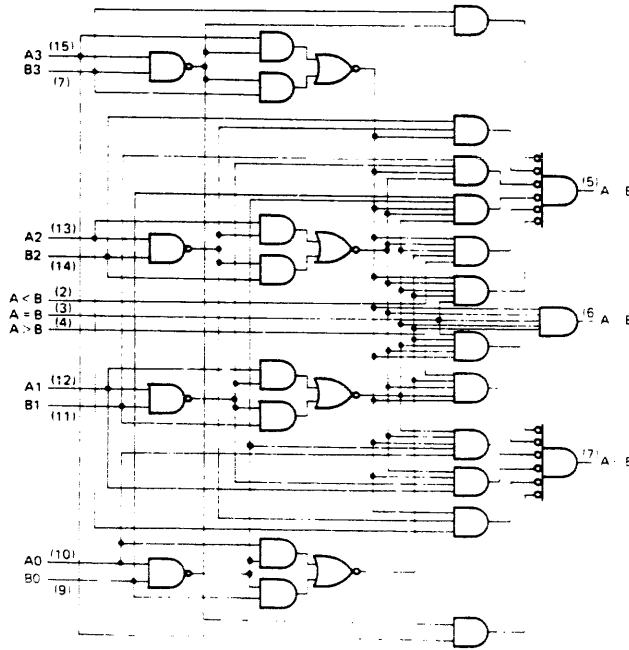 A3 (15)
B3
(7)
(5) A B
A2 (13)
B2
(14)
A < B (2)
A = B (3)
A > B (4)
(6 A B
A1 (12)
B1
(11)
(7) A B
A0 (10)
B0
(9)